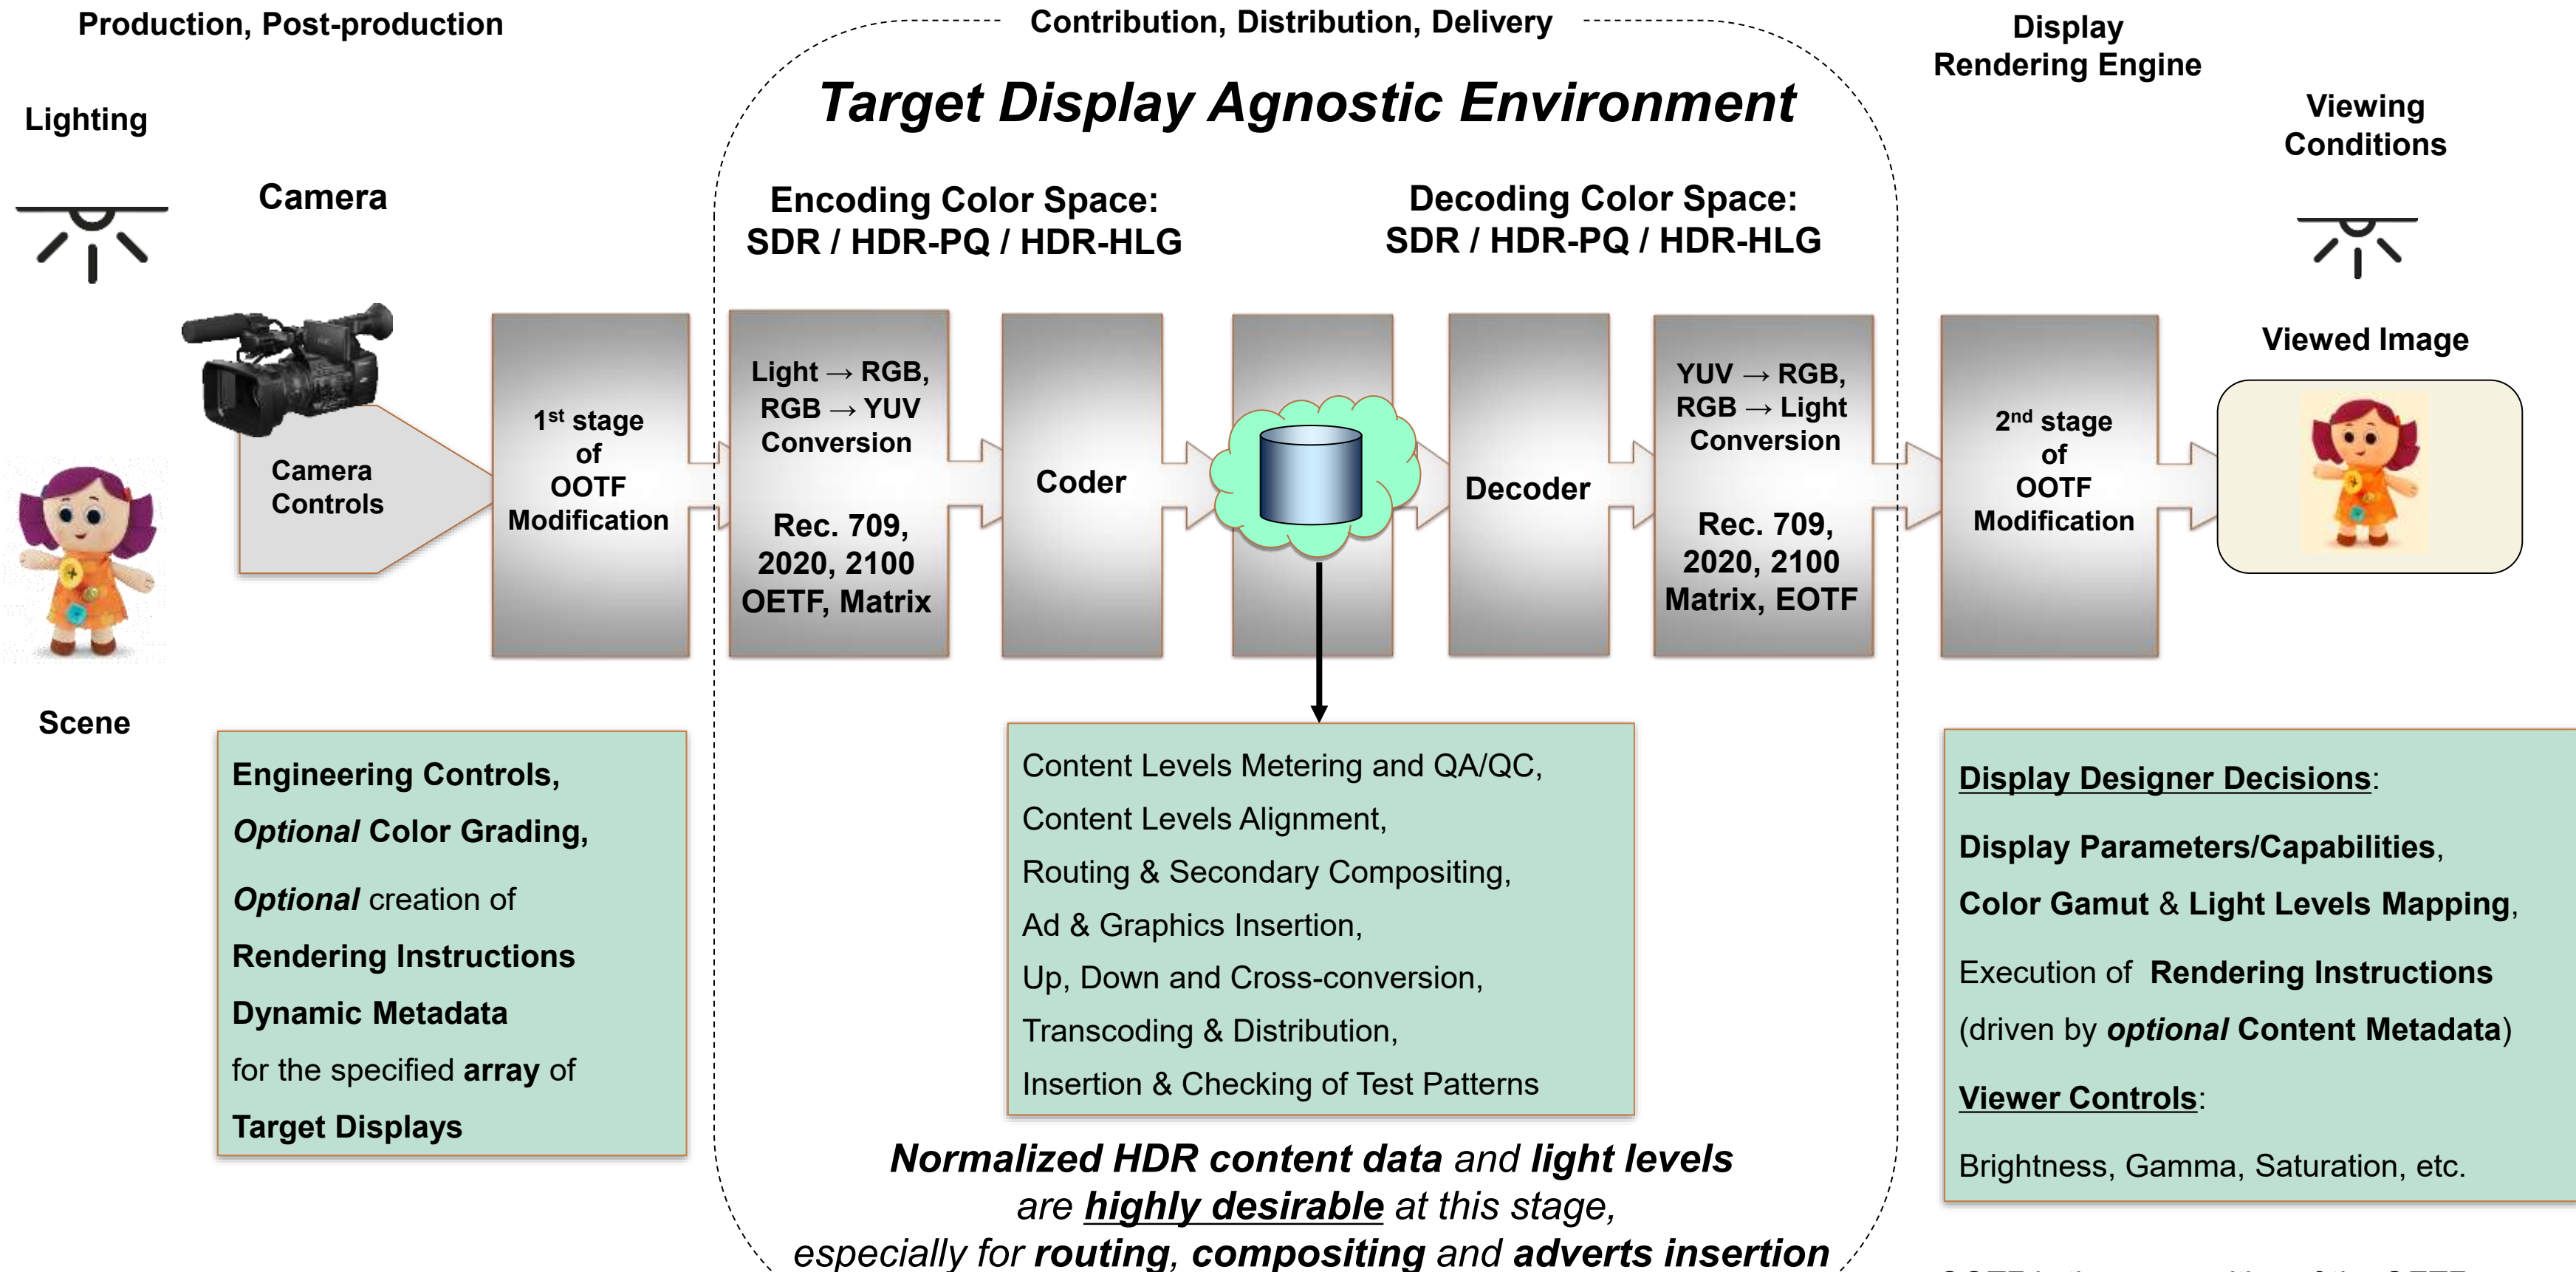 Production, Post-production
Contribution, Distribution, Delivery
Display
Rendering Engine
Target Display Agnostic Environment
Lighting
Viewing
Conditions
Camera
Encoding Color Space:
SDR / HDR-PQ / HDR-HLG
Decoding Color Space:
SDR / HDR-PQ / HDR-HLG
Camera
Controls
1st stage
of
OOTF
Modification
Light → RGB,
RGB → YUV
Conversion
Rec. 709,
2020, 2100
OETF, Matrix
Coder
Decoder
YUV → RGB,
RGB → Light
Conversion
Rec. 709,
2020, 2100
Matrix, EOTF
2nd stage
of
OOTF
Modification
Viewed Image
Scene
Engineering Controls,
Optional Color Grading,
Optional creation of
Rendering Instructions
Dynamic Metadata
for the specified array of
Target Displays
Content Levels Metering and QA/QC,
Content Levels Alignment,
Routing & Secondary Compositing,
Ad & Graphics Insertion,
Up, Down and Cross-conversion,
Transcoding & Distribution,
Insertion & Checking of Test Patterns
Normalized HDR content data and light levels
are highly desirable at this stage,
especially for routing, compositing and adverts insertion
Display Designer Decisions:
Display Parameters/Capabilities,
Color Gamut & Light Levels Mapping,
Execution of Rendering Instructions
(driven by optional Content Metadata)
Viewer Controls:
Brightness, Gamma, Saturation, etc.